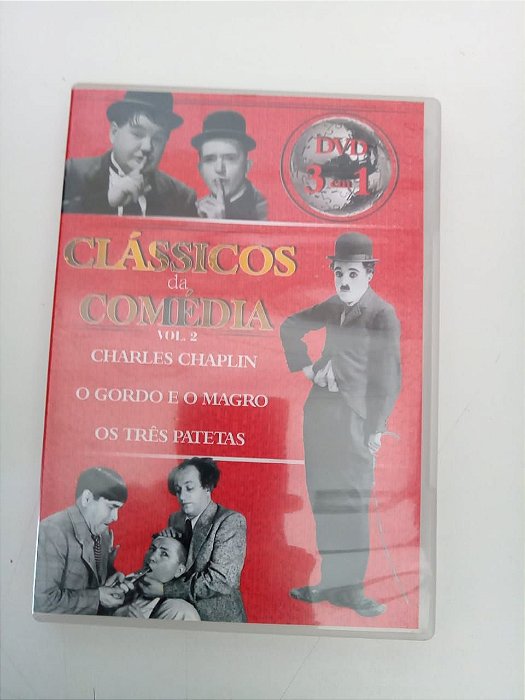 DVD
3 em 1
CLÁSSICOS
da
COMÉDIA
VOL. 2
CHARLES CHAPLIN
O GORDO E O MAGRO
OS TRÊS PATETAS